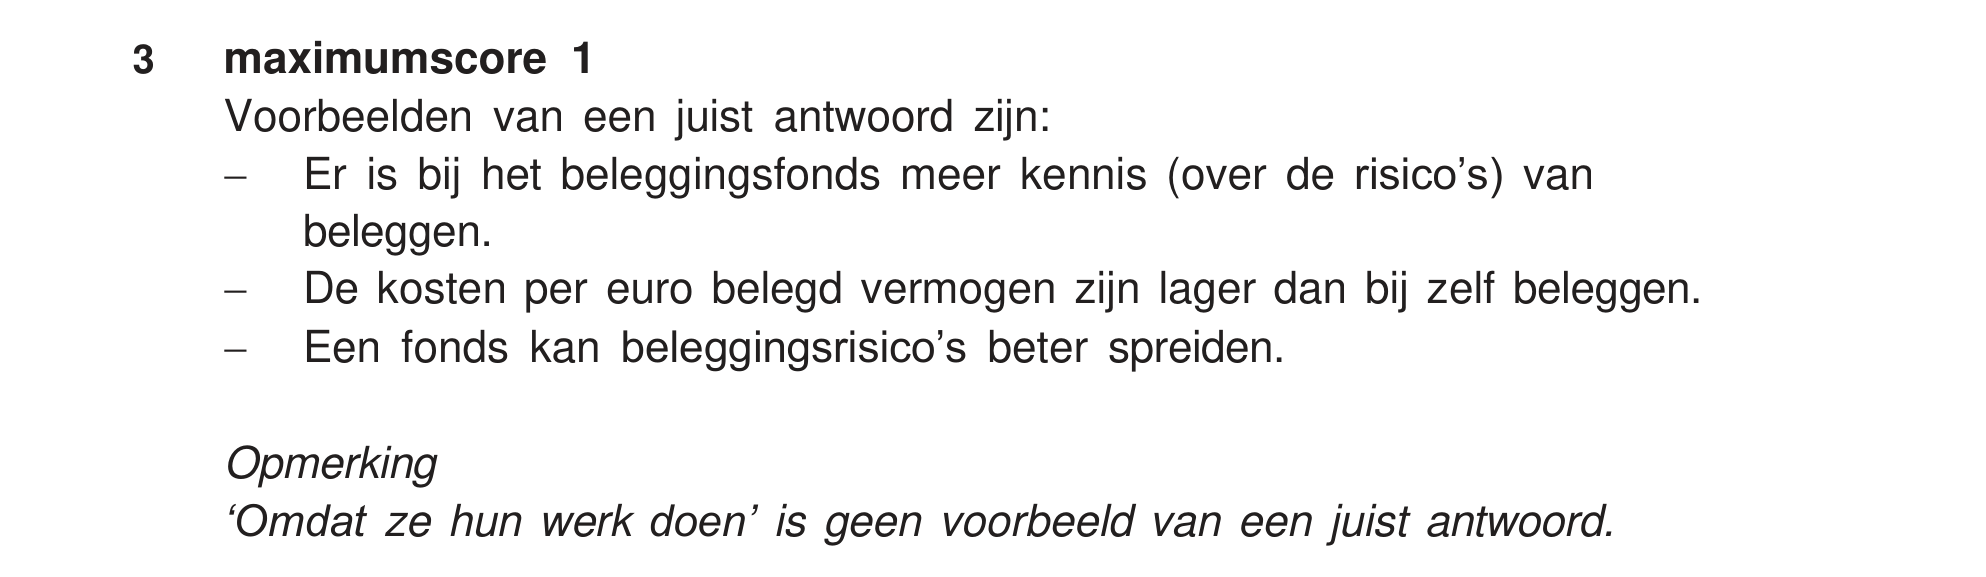 3 maximumscore 1
Voorbeelden van een juist antwoord zijn:
– Er is bij het beleggingsfonds meer kennis (over de risico’s) van
beleggen.
– De kosten per euro belegd vermogen zijn lager dan bij zelf beleggen.
– Een fonds kan beleggingsrisico’s beter spreiden.
Opmerking
‘Omdat ze hun werk doen’ is geen voorbeeld van een juist antwoord.